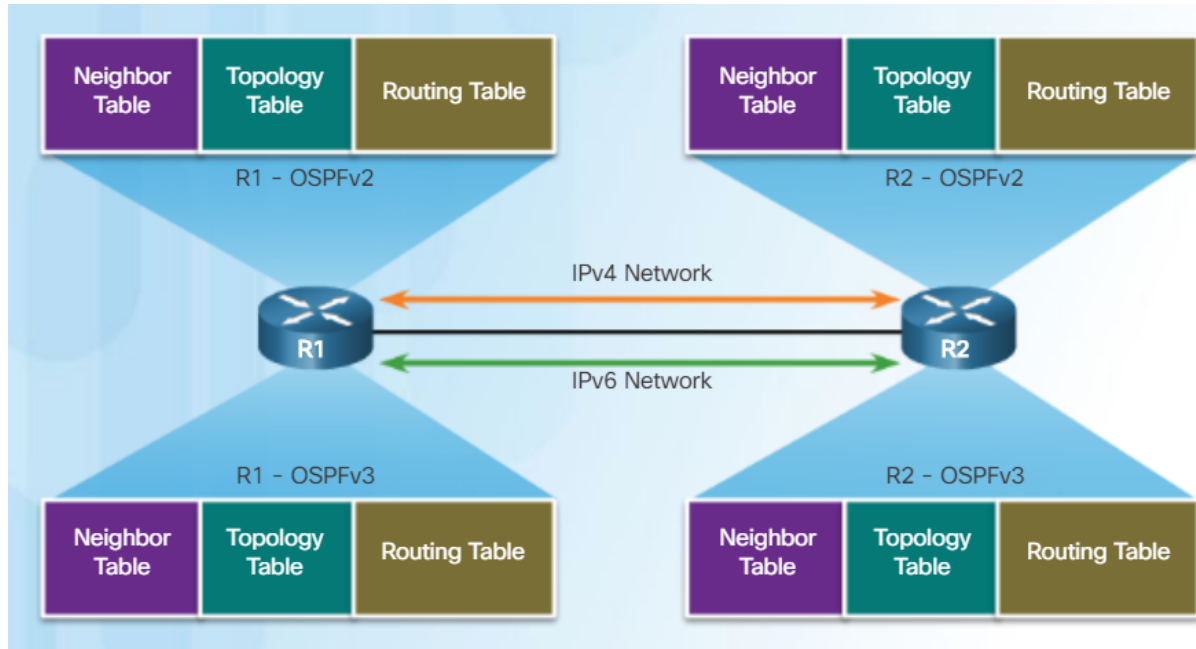 Neighbor
Table
Topology
Table
Routing Table
Neighbor
Table
Topology
Table
Routing Table
R1 - OSPFv2
R2 - OSPFv2
IPv4 Network
R1
R2
IPv6 Network
R1 - OSPFv3
R2 - OSPFv3
Neighbor
Table
Topology
Table
Routing Table
Neighbor
Table
Topology
Table
Routing Table